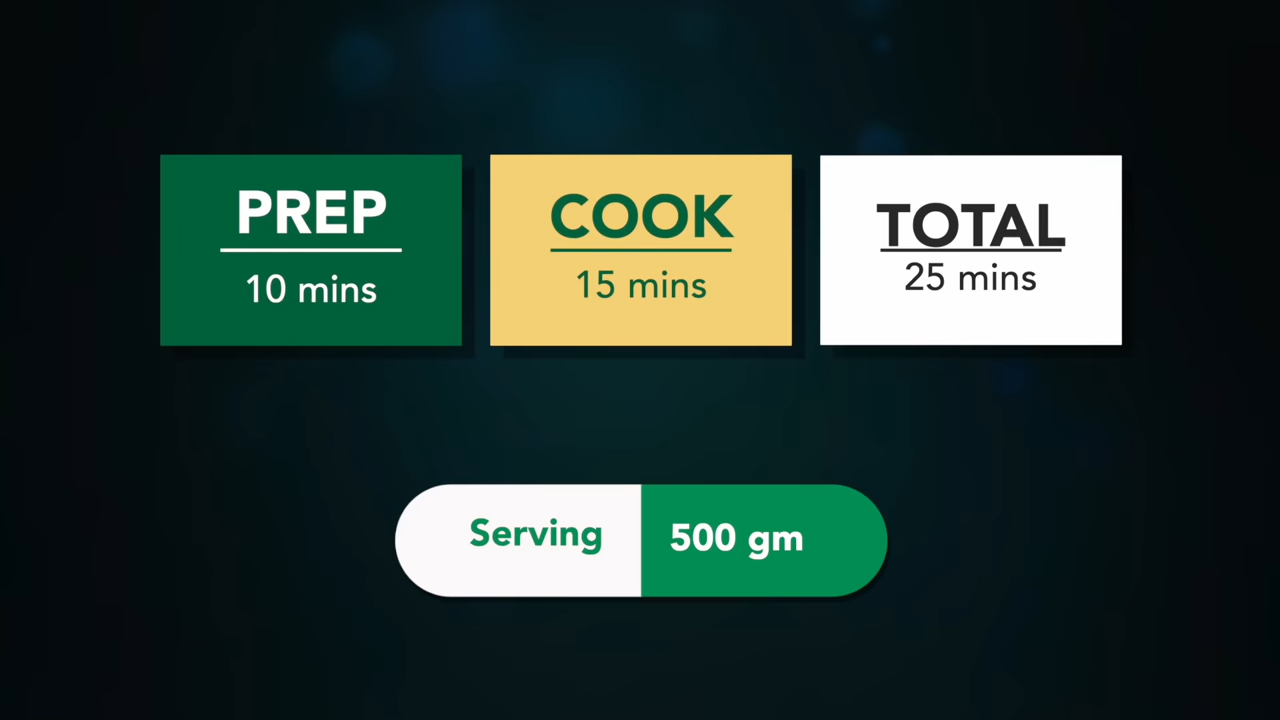 PREP
10 mins
COOK
15 mins
TOTAL
25 mins
Serving
500 gm